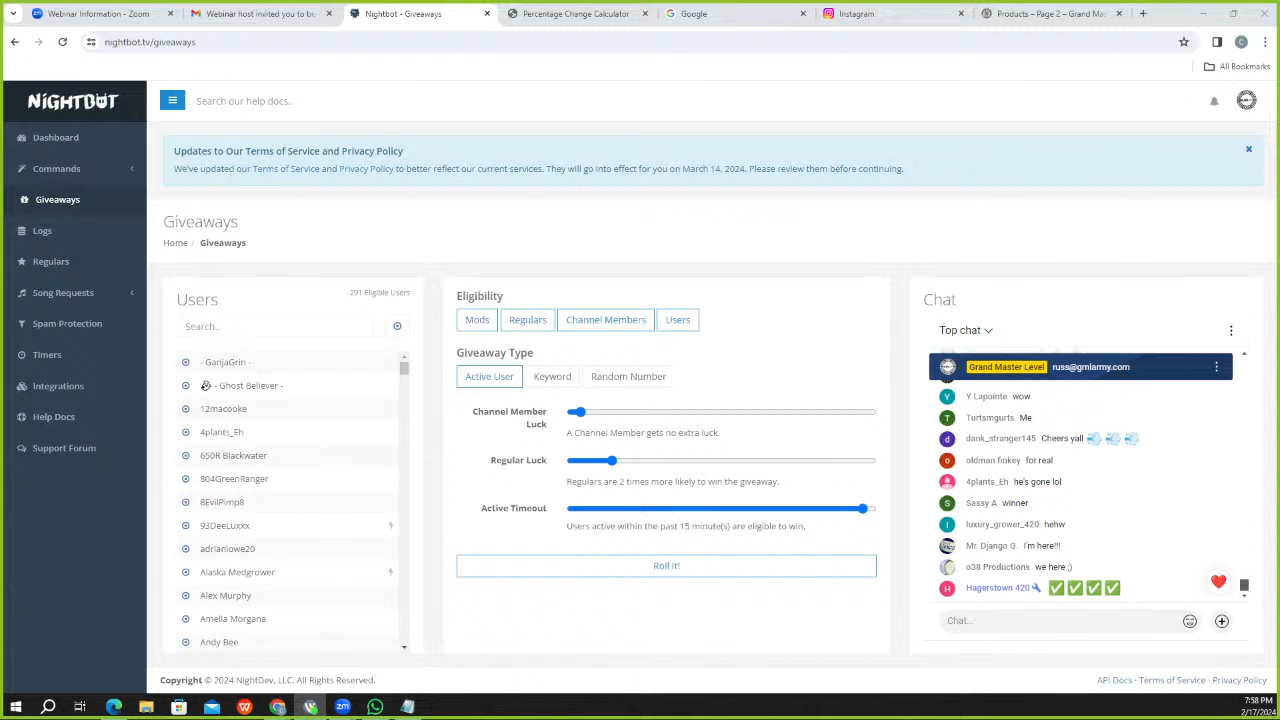 Webinar Information - Zoom
Webinar host invited you to b
Nightbot - Giveaways
Percentage Change Calculator
Google
Instagram
Products – Page 2 – Grand Mas
nightbot.tv/giveaways
All Bookmarks
NiGHTBOT
Search our help docs...
Dashboard
Commands
Giveaways
Logs
Regulars
Song Requests
Spam Protection
Timers
Integrations
Help Docs
Support Forum
Updates to Our Terms of Service and Privacy Policy
We've updated our Terms of Service and Privacy Policy to better reflect our current services. They will go into effect for you on March 14, 2024. Please review them before continuing.
Giveaways
Home / Giveaways
Users
291 Eligible Users
Search..
- GanjaGrin -
- Ghost Believer -
12macooke
4plants_Eh
650R Blackwater
804GreenRanger
8EvilPimp8
93DeeLuxxx
adrianlowe20
Alaska Medgrower
Alex Murphy
Amelia Morgana
Andy Bee
Eligibility
Mods Regulars Channel Members Users
Giveaway Type
Active User Keyword Random Number
Channel Member Luck
A Channel Member gets no extra luck.
Regular Luck
Regulars are 2 times more likely to win the giveaway.
Active Timeout
Users active within the past 15 minute(s) are eligible to win.
Roll It!
Chat
Top chat
Grand Master Level russ@gmlarmy.com
Y Lapointe wow
Turtsmgurts Me
dank_stranger145 Cheers yall 💨 💨 💨
oldman finkey for real
4plants_Eh he's gone lol
Sassy A winner
luxury_grower_420 hehw
Mr. Django G. I'm here!!!
o38 Productions we here ;)
Hagerstown 420 ✅ ✅ ✅ ✅
Chat...
Copyright © 2024 NightDev, LLC. All Rights Reserved.
API Docs · Terms of Service · Privacy Policy
7:58 PM
2/17/2024